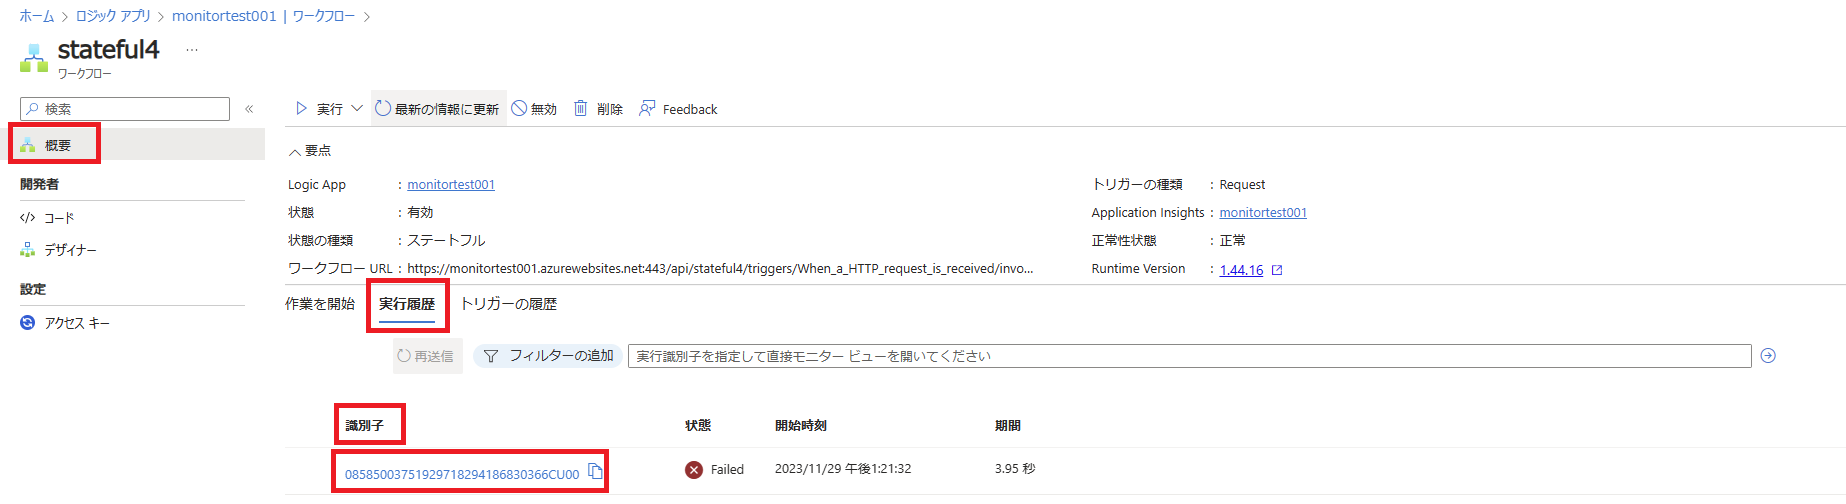 ホーム > ロジック アプリ > monitortest001 | ワークフロー >
stateful4 …
ワークフロー
検索 «
実行 最新の情報に更新 無効 削除 Feedback
概要
要点
開発者
Logic App : monitortest001 トリガーの種類 : Request
コード
状態 : 有効 Application Insights : monitortest001
デザイナー
状態の種類 : ステートフル 正常性状態 : 正常
ワークフロー URL : https://monitortest001.azurewebsites.net:443/api/stateful4/triggers/When_a_HTTP_request_is_received/invo... Runtime Version : 1.44.16
設定
作業を開始 実行履歴 トリガーの履歴
アクセス キー
再送信 フィルターの追加 実行識別子を指定して直接モニター ビューを開いてください
識別子 状態 開始時刻 期間
08585003751929718294186830366CU00 Failed 2023/11/29 午後1:21:32 3.95 秒